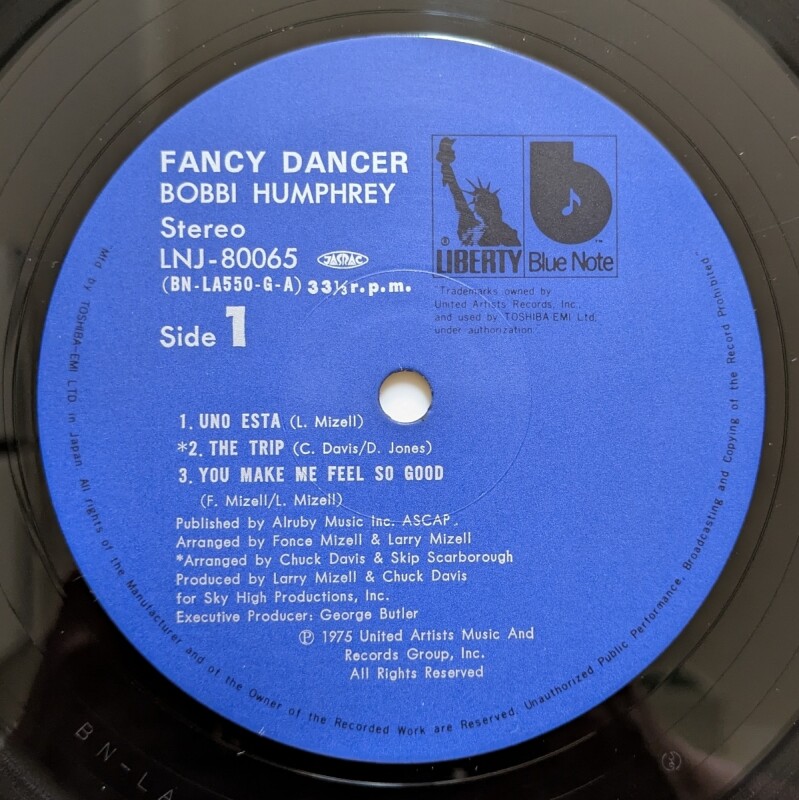 FANCY DANCER
BOBBI HUMPHREY
Stereo
LNJ-80065 JASRAC
(BN-LA550-G-A) 33⅓ r.p.m.
Side 1
® LIBERTY Blue Note ™
"Trademarks owned by
United Artists Records, Inc.,
and used by TOSHIBA EMI Ltd.
under authorization."
1. UNO ESTA (L. Mizell)
*2. THE TRIP (C. Davis/D. Jones)
3. YOU MAKE ME FEEL SO GOOD
(F. Mizell/L. Mizell)
Published by Alruby Music Inc. ASCAP.
Arranged by Fonce Mizell & Larry Mizell
*Arranged by Chuck Davis & Skip Scarborough
Produced by Larry Mizell & Chuck Davis
for Sky High Productions, Inc.
Executive Producer: George Butler
℗ 1975 United Artists Music And
Records Group, Inc.
All Rights Reserved
"Mfd by TOSHIBA-EMI LTD in Japan. All rights of the Manufacturer and of the Owner of the Recorded Work are Reserved. Unauthorized Public Performance, Broadcasting and Copying of the Record Prohibited"
BN-LA